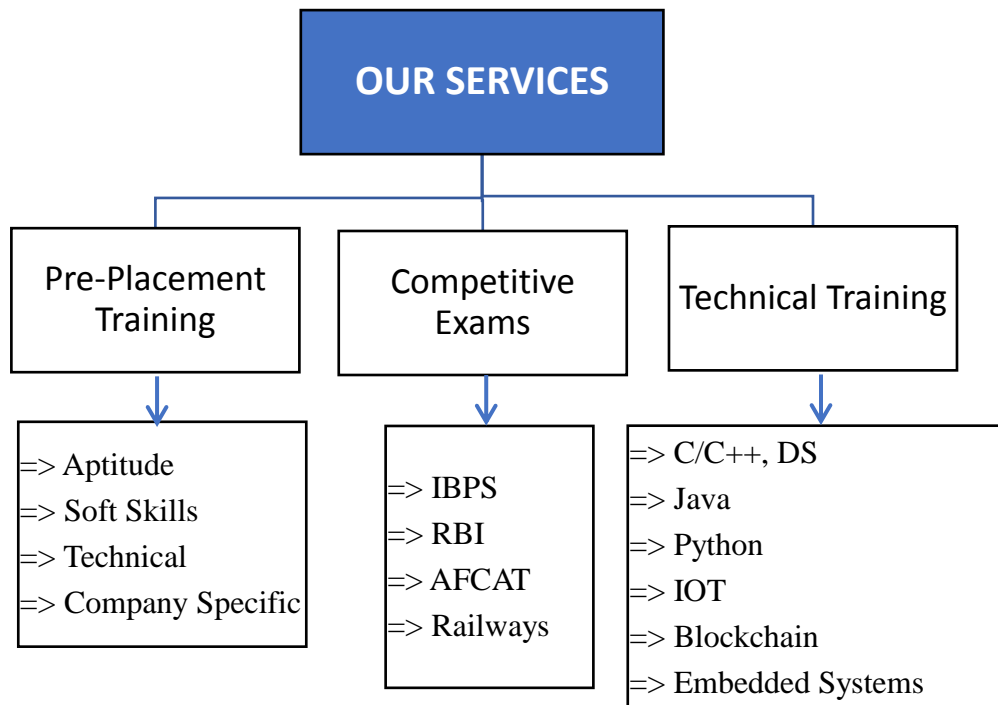 OUR SERVICES
Pre-Placement
Training
Competitive
Exams
Technical Training
=> Aptitude
=> Soft Skills
=> Technical
=> Company Specific
=> IBPS
=> RBI
=> AFCAT
=> Railways
=> C/C++, DS
=> Java
=> Python
=> IOT
=> Blockchain
=> Embedded Systems